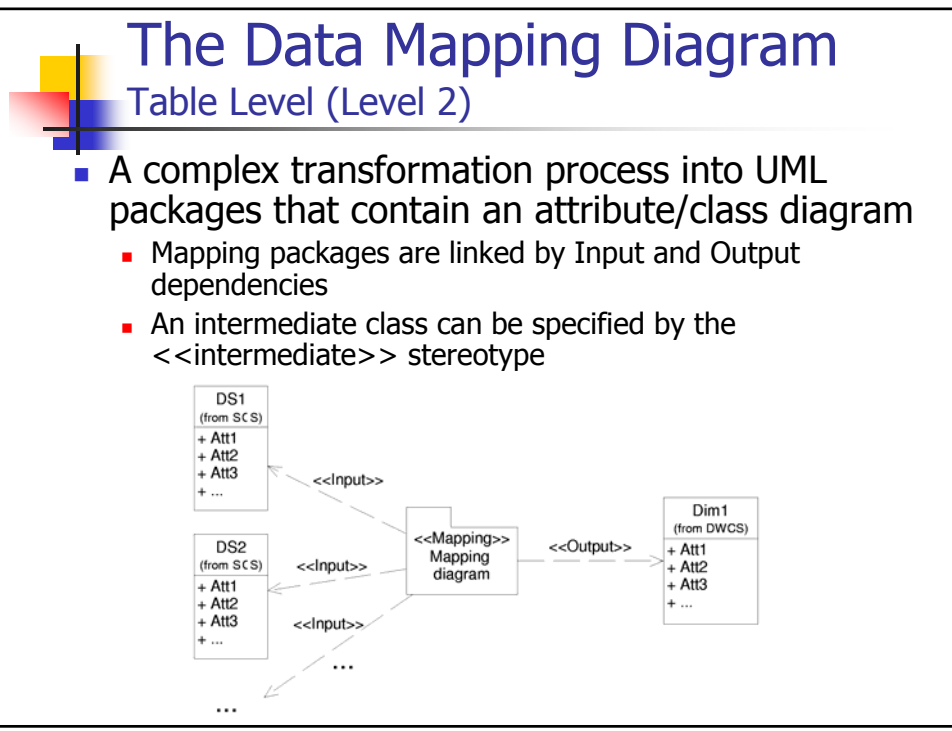 The Data Mapping Diagram
Table Level (Level 2)
A complex transformation process into UML
packages that contain an attribute/class diagram
Mapping packages are linked by Input and Output
dependencies
An intermediate class can be specified by the
<<intermediate>> stereotype
DS1
(from SCS)
+ Att1
+ Att2
+ Att3
+ ...
<<Input>>
DS2
(from SCS)
+ Att1
+ Att2
+ Att3
+ ...
<<Input>>
<<Input>>
...
...
<<Mapping>>
Mapping
diagram
<<Output>>
Dim1
(from DWCS)
+ Att1
+ Att2
+ Att3
+ ...